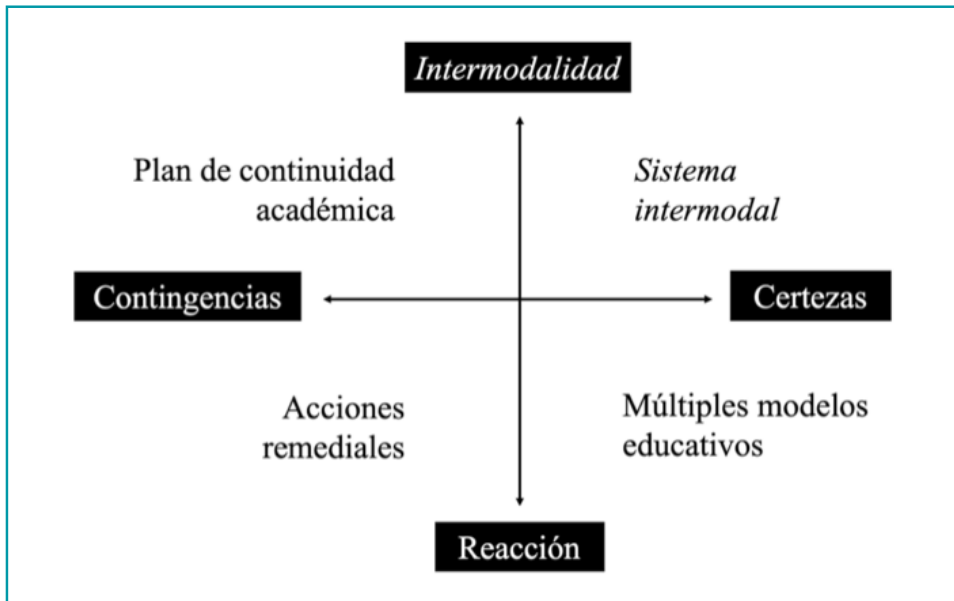 Intermodalidad
Plan de continuidad
académica
Sistema
intermodal
Contingencias
Certezas
Acciones
remediales
Múltiples modelos
educativos
Reacción